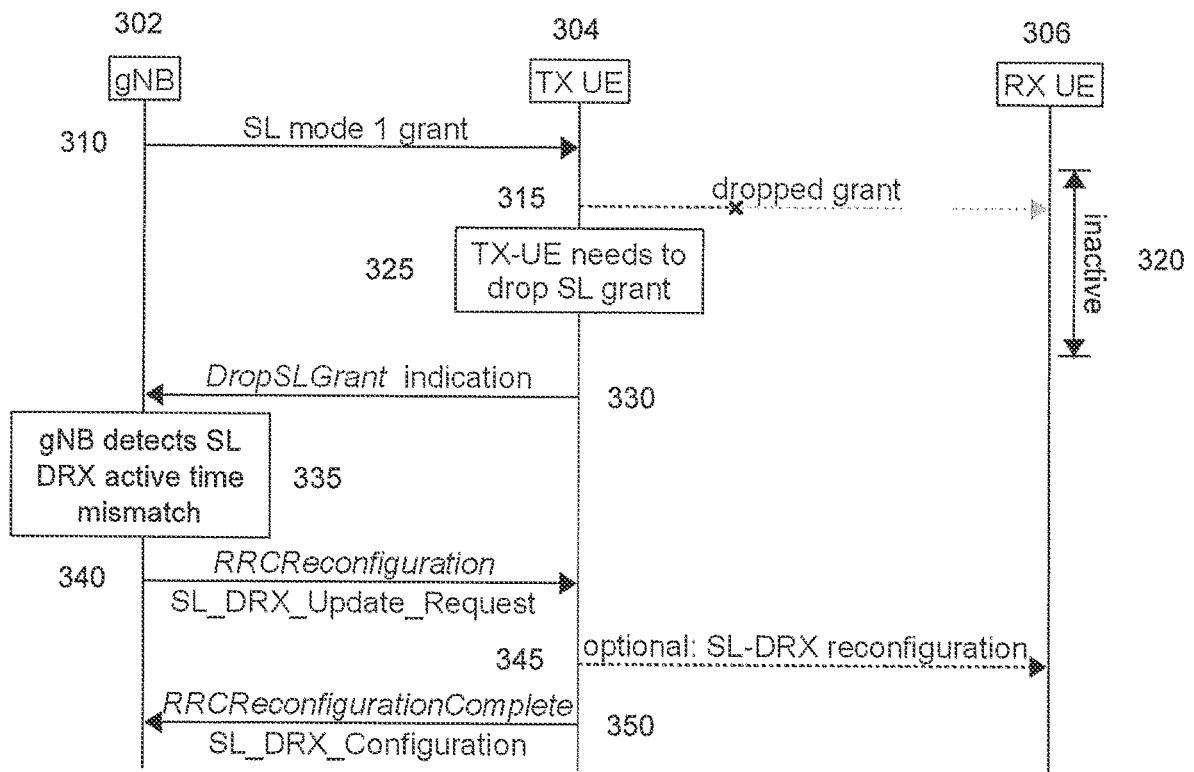 302
304
306
gNB
TX UE
RX UE
310
SL mode 1 grant
315
dropped grant
325
TX-UE needs to
drop SL grant
inactive
320
DropSLGrant indication
330
gNB detects SL
DRX active time
mismatch
335
340
RRCReconfiguration
SL_DRX_Update_Request
345
optional: SL-DRX reconfiguration
RRCReconfigurationComplete
SL_DRX_Configuration
350